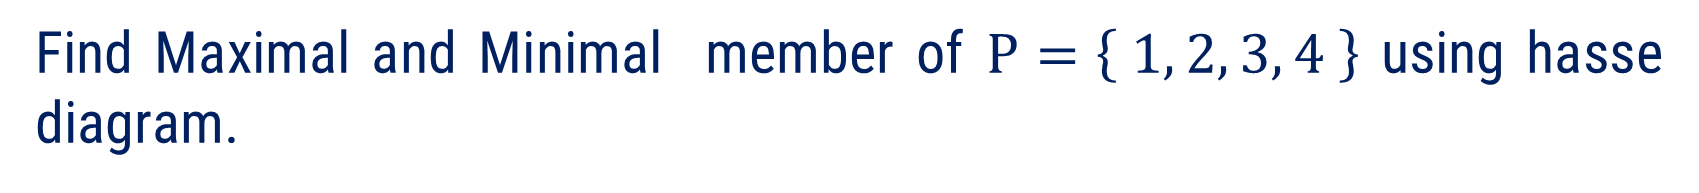 Find Maximal and Minimal member of P = { 1, 2, 3, 4 } using hasse
diagram.